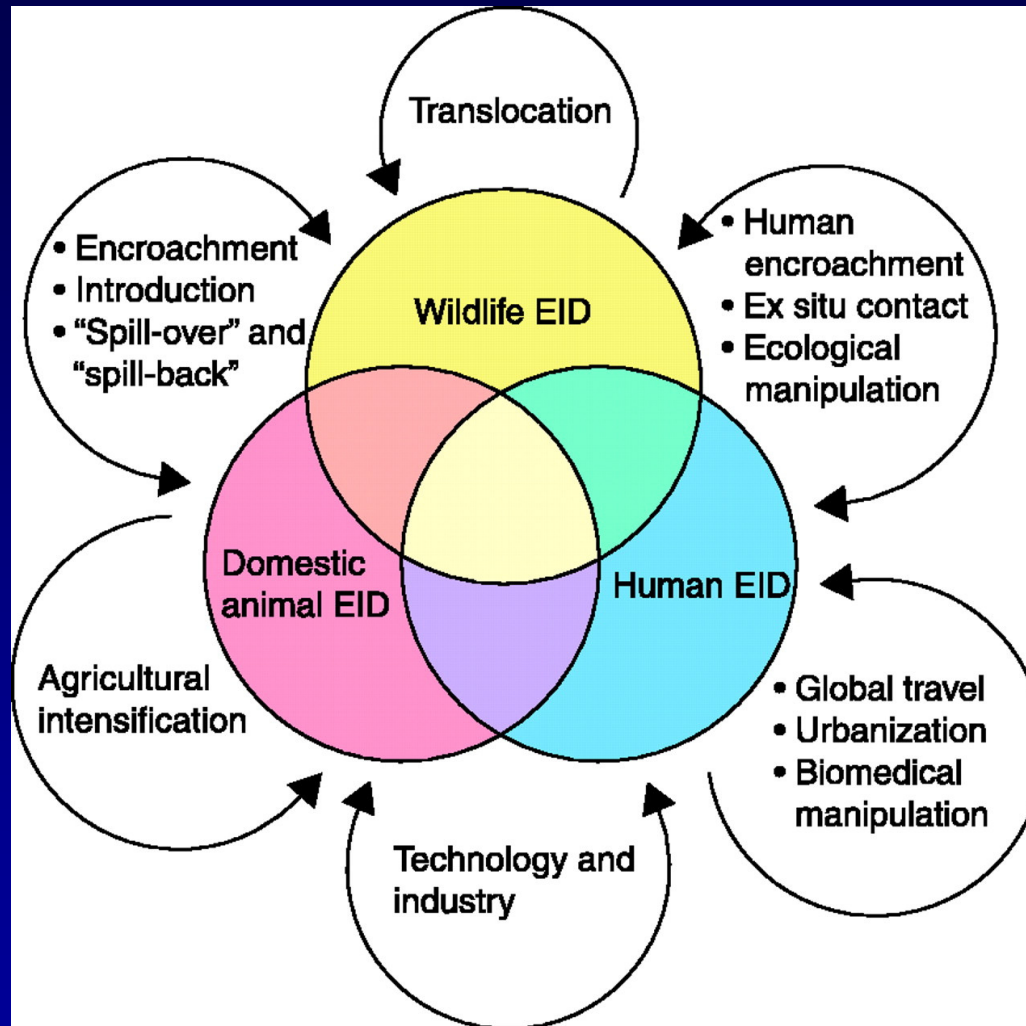 Translocation
• Encroachment
• Introduction
• “Spill-over” and
“spill-back”
• Human
encroachment
• Ex situ contact
• Ecological
manipulation
Wildlife EID
Domestic
animal EID
Human EID
Agricultural
intensification
• Global travel
• Urbanization
• Biomedical
manipulation
Technology and
industry